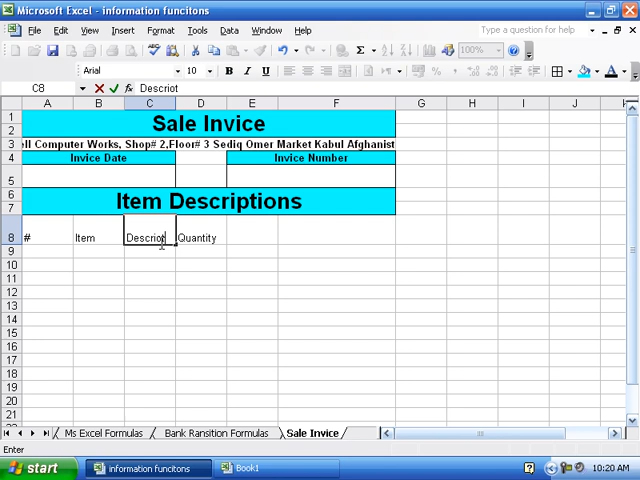 Microsoft Excel - information funcitons
File Edit View Insert Format Tools Data Window Help
Type a question for help
100%
Arial 10 B I U
C8 Descriot
A B C D E F G H I J K
1 Sale Invice
2
3 ell Computer Works, Shop# 2,Floor# 3 Sediq Omer Market Kabul Afghanist
4 Invice Date Invice Number
5
6 Item Descriptions
7
8 # Item Descriot Quantity
9
10
11
12
13
14
15
16
17
18
19
20
21
Ms Excel Formulas Bank Ransition Formulas Sale Invice
Enter
start information funcitons Book1 10:20 AM